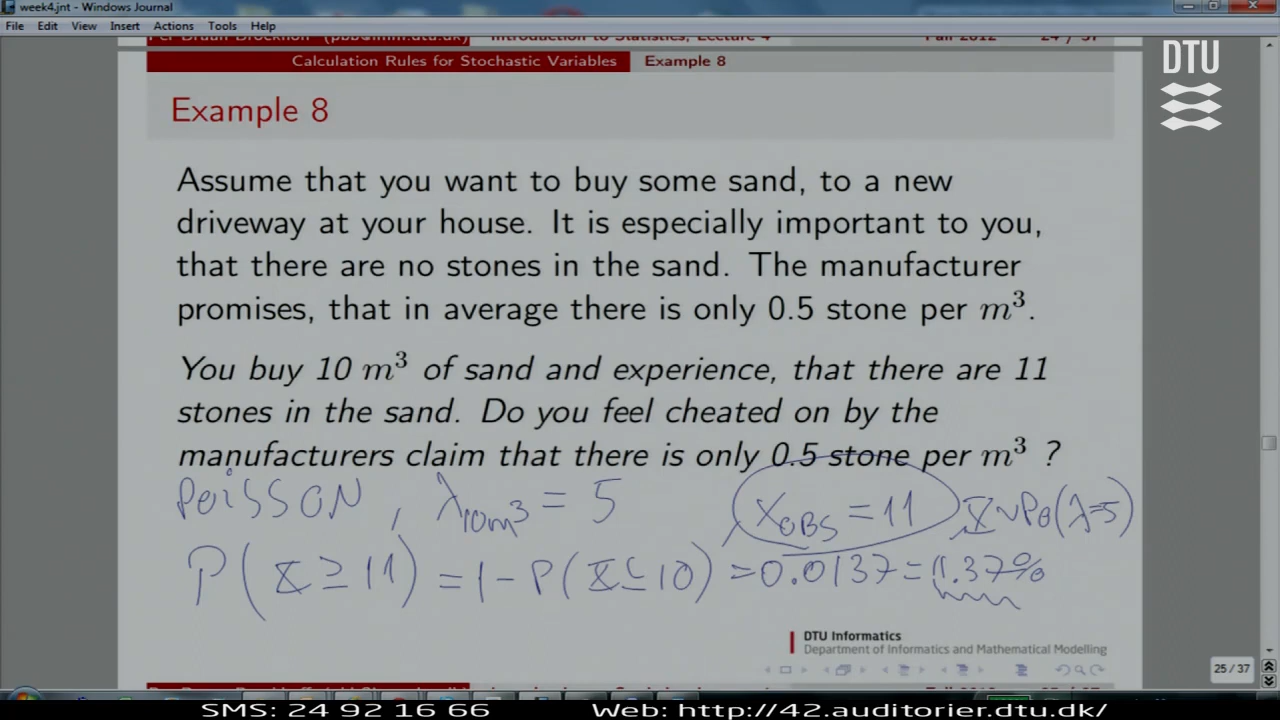 week4.jnt - Windows Journal
File Edit View Insert Actions Tools Help
Introduction to Statistics, Lecture 4
DTU
Calculation Rules for Stochastic Variables Example 8
Example 8
Assume that you want to buy some sand, to a new
driveway at your house. It is especially important to you,
that there are no stones in the sand. The manufacturer
promises, that in average there is only 0.5 stone per m³.
You buy 10 m³ of sand and experience, that there are 11
stones in the sand. Do you feel cheated on by the
manufacturers claim that there is only 0.5 stone per m³ ?
POISSON, λ10m³ = 5 XOBS = 11 X~Po(λ=5)
P(X ≥ 11) = 1 - P(X ≤ 10) = 0.0137 = 1.37%
DTU Informatics
Department of Informatics and Mathematical Modelling
25 / 37
SMS: 24 92 16 66 Web: http://42.auditorier.dtu.dk/